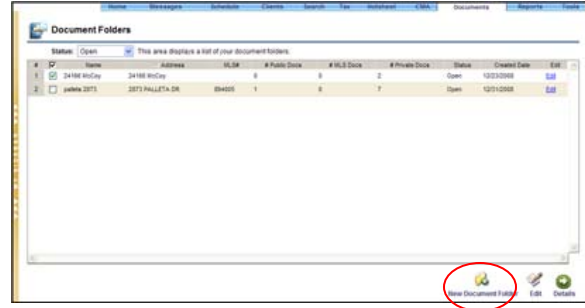 Home Messages Schedule Clients Search Tax Hotsheet CMA Documents Reports Tools
Document Folders
Status: Open This area displays a list of your document folders.
# Name Address MLS# # Public Docs # MLS Docs # Private Docs Status Created Date Edit
1 24166 McCoy 24166 McCoy 0 0 2 Open 12/23/2008 Edit
2 palleta 2873 2873 PALLETA DR 1 0 7 Open 12/31/2008 Edit
New Document Folder Edit Details